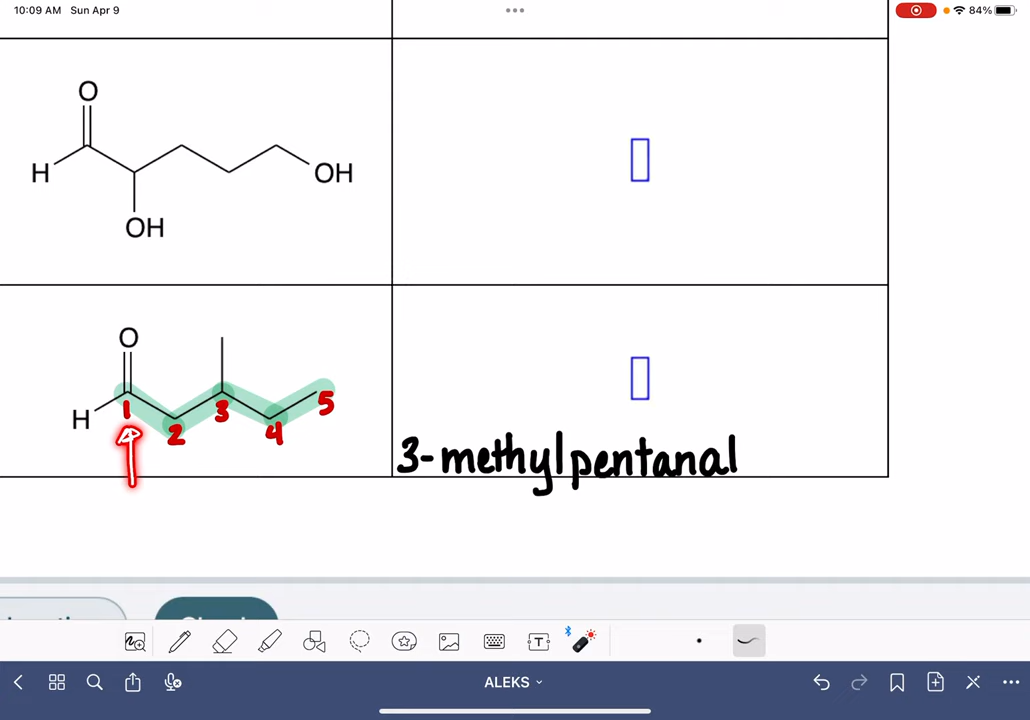 10:09 AM Sun Apr 9
84%
O
H
OH
OH
O
H
1
2
3
4
5
3-methylpentanal
T
ALEKS